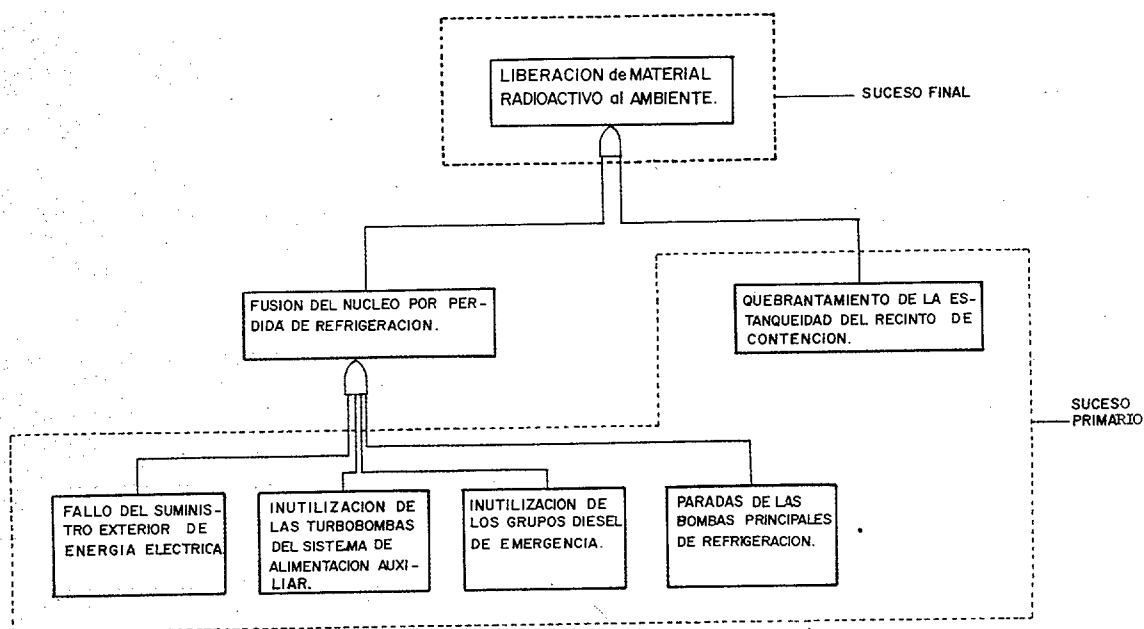 LIBERACION de MATERIAL
RADIOACTIVO al AMBIENTE.
SUCESO FINAL
FUSION DEL NUCLEO POR PER-
DIDA DE REFRIGERACION.
QUEBRANTAMIENTO DE LA ES-
TANQUEIDAD DEL RECINTO DE
CONTENCION.
SUCESO
PRIMARIO
FALLO DEL SUMINIS-
TRO EXTERIOR DE
ENERGIA ELECTRICA.
INUTILIZACION DE
LAS TURBOBOMBAS
DEL SISTEMA DE
ALIMENTACION AUXI-
LIAR.
INUTILIZACION DE
LOS GRUPOS DIESEL
DE EMERGENCIA.
PARADAS DE LAS
BOMBAS PRINCIPALES
DE REFRIGERACION.